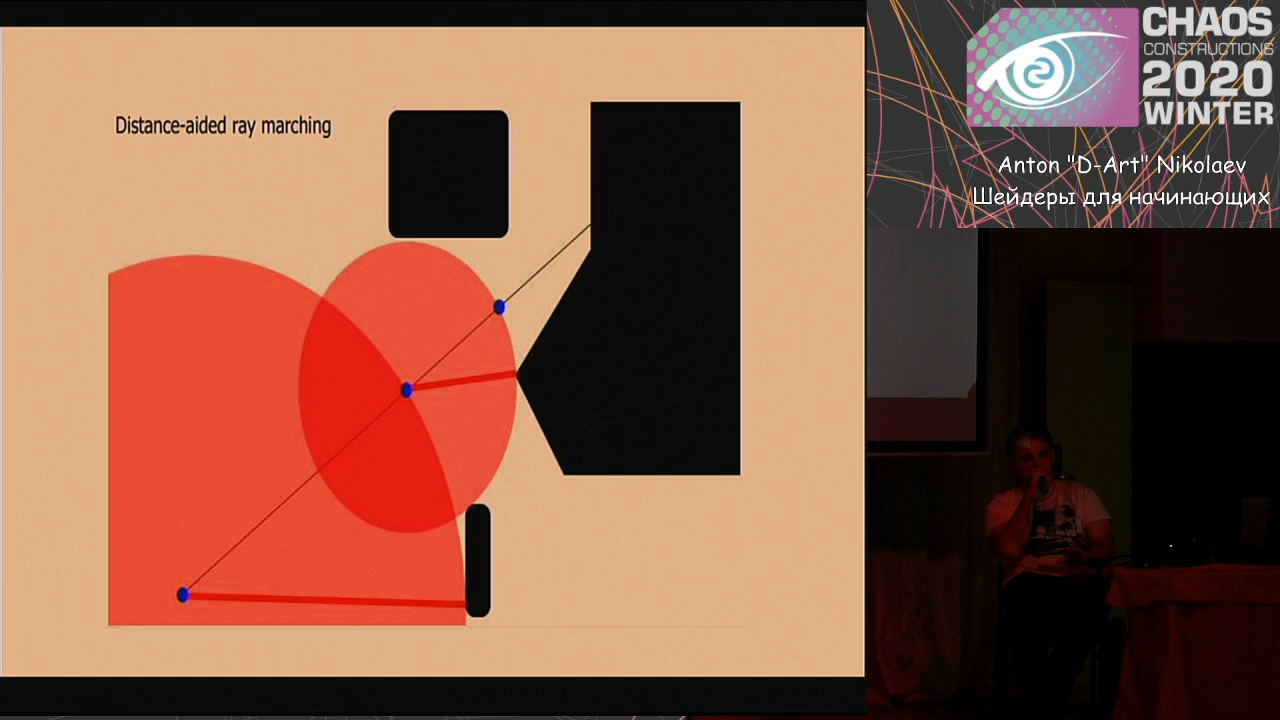 Distance-aided ray marching
CHAOS
CONSTRUCTIONS
2020
WINTER
Anton "D-Art" Nikolaev
Шейдеры для начинающих